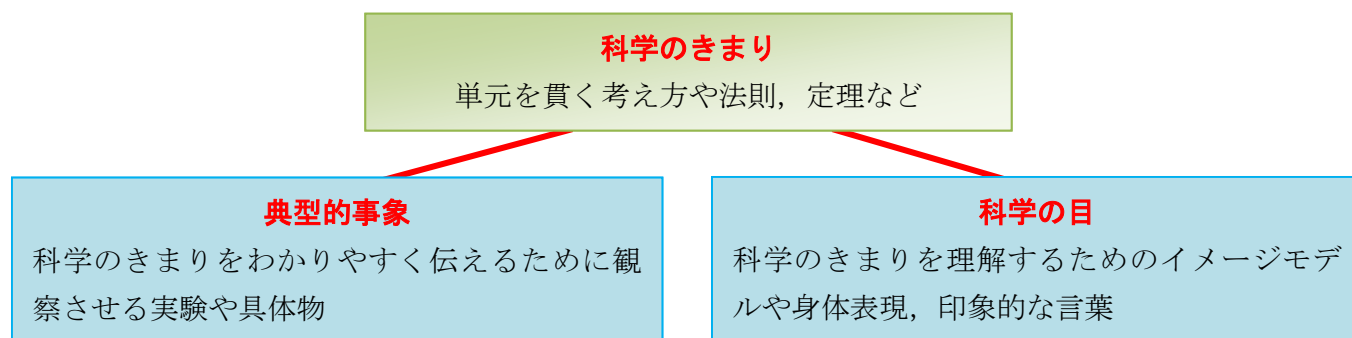 科学のきまり
単元を貫く考え方や法則，定理など
典型的事象
科学のきまりをわかりやすく伝えるために観
察させる実験や具体物
科学の目
科学のきまりを理解するためのイメージモデ
ルや身体表現，印象的な言葉